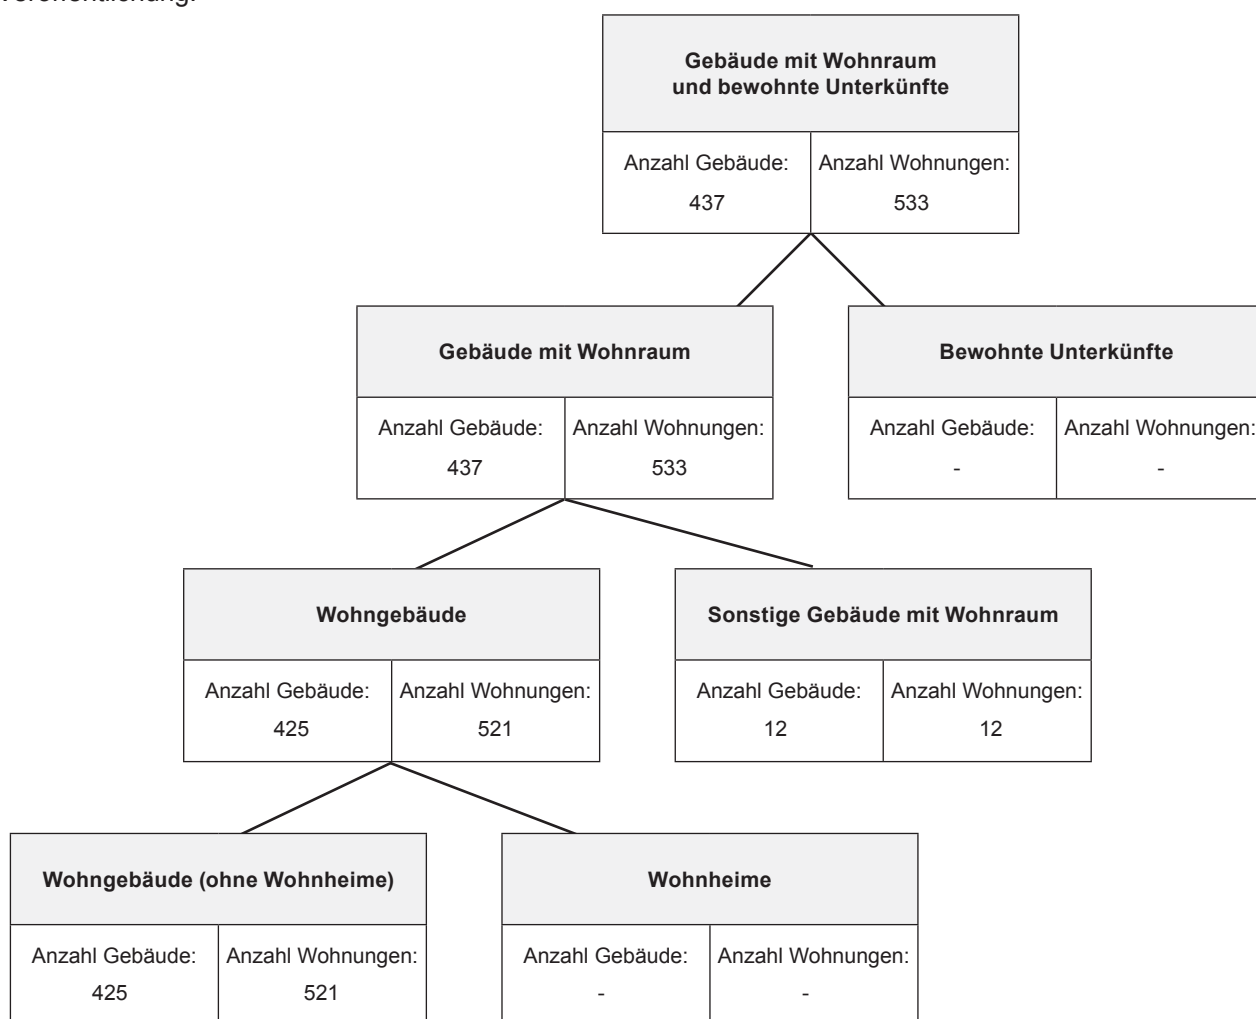 Gebäude mit Wohnraum
und bewohnte Unterkünfte
Anzahl Gebäude: Anzahl Wohnungen:
437 533
Gebäude mit Wohnraum
Anzahl Gebäude: Anzahl Wohnungen:
437 533
Bewohnte Unterkünfte
Anzahl Gebäude: Anzahl Wohnungen:
- -
Wohngebäude
Anzahl Gebäude: Anzahl Wohnungen:
425 521
Sonstige Gebäude mit Wohnraum
Anzahl Gebäude: Anzahl Wohnungen:
12 12
Wohngebäude (ohne Wohnheime)
Anzahl Gebäude: Anzahl Wohnungen:
425 521
Wohnheime
Anzahl Gebäude: Anzahl Wohnungen:
- -